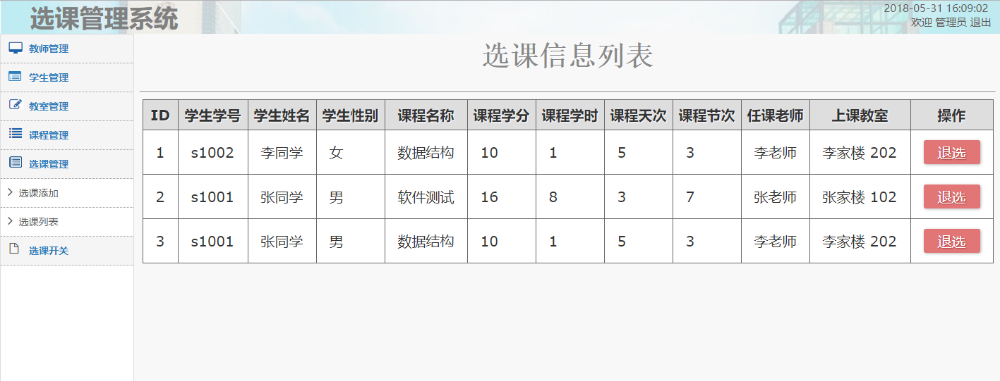 选课管理系统
2018-05-31 16:09:02
欢迎 管理员 退出
教师管理
学生管理
教室管理
课程管理
选课管理
选课添加
选课列表
选课开关
选课信息列表
ID 学生学号 学生姓名 学生性别 课程名称 课程学分 课程学时 课程天次 课程节次 任课老师 上课教室 操作
1 s1002 李同学 女 数据结构 10 1 5 3 李老师 李家楼 202 退选
2 s1001 张同学 男 软件测试 16 8 3 7 张老师 张家楼 102 退选
3 s1001 张同学 男 数据结构 10 1 5 3 李老师 李家楼 202 退选